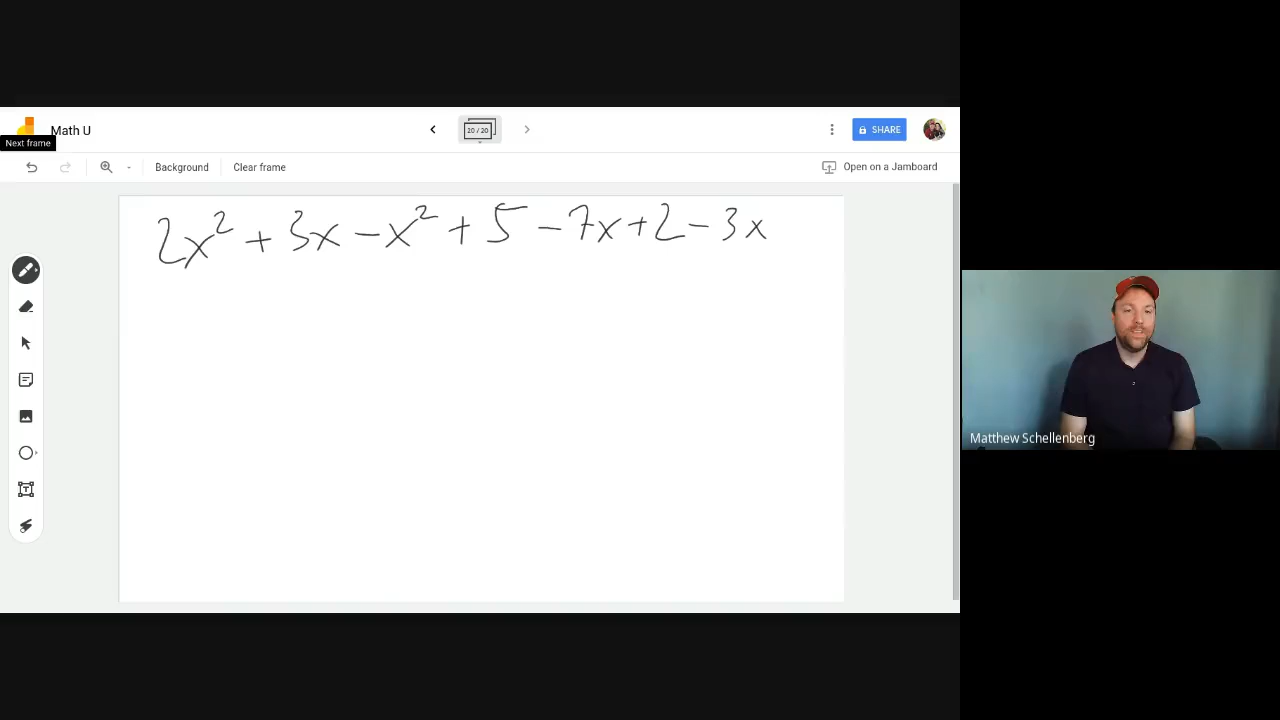 Math U
20 / 20
SHARE
Next frame
Background
Clear frame
Open on a Jamboard
2x² + 3x - x² + 5 - 7x + 2 - 3x
Matthew Schellenberg